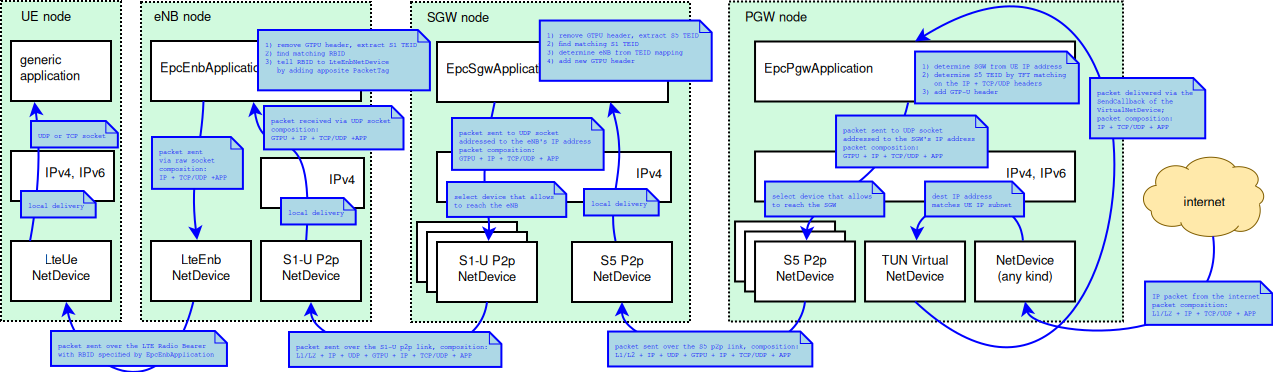 UE node
generic
application
UDP or TCP socket
IPv4, IPv6
local delivery
LteUe
NetDevice
packet sent over the LTE Radio Bearer
with RBID specified by EpcEnbApplication
eNB node
EpcEnbApplicatio
1) remove GTPU header, extract S1 TEID
2) find matching RBID
3) tell RBID to LteEnbNetDevice
by adding apposite PacketTag
packet sent
via raw socket
composition:
IP + TCP/UDP +APP
packet received via UDP socket
composition:
GTPU + IP + TCP/UDP +APP
IPv4
local delivery
LteEnb
NetDevice
S1-U P2p
NetDevice
packet sent over the S1-U p2p link, composition:
L1/L2 + IP + UDP + GTPU + IP + TCP/UDP + APP
SGW node
EpcSgwApplicat
1) remove GTPU header, extract S5 TEID
2) find matching S1 TEID
3) determine eNB from TEID mapping
4) add new GTPU header
packet sent to UDP socket
addressed to the eNB's IP address
packet composition:
GTPU + IP + TCP/UDP + APP
IPv4
select device that allows
to reach the eNB
local delivery
S1-U P2p
NetDevice
S5 P2p
NetDevice
packet sent over the S5 p2p link, composition:
L1/L2 + IP + UDP + GTPU + IP + TCP/UDP + APP
PGW node
EpcPgwApplication
1) determine SGW from UE IP address
2) determine S5 TEID by TFT matching
on the IP + TCP/UDP headers
3) add GTP-U header
packet sent to UDP socket
addressed to the SGW's IP address
packet composition:
GTPU + IP + TCP/UDP + APP
IPv4, IPv6
select device that allows
to reach the SGW
dest IP address
matches UE IP subnet
S5 P2p
NetDevice
TUN Virtual
NetDevice
NetDevice
(any kind)
packet delivered via the
SendCallback of the
VirtualNetDevice;
packet composition:
IP + TCP/UDP + APP
internet
IP packet from the internet
packet composition:
L1/L2 + IP + TCP/UDP + APP